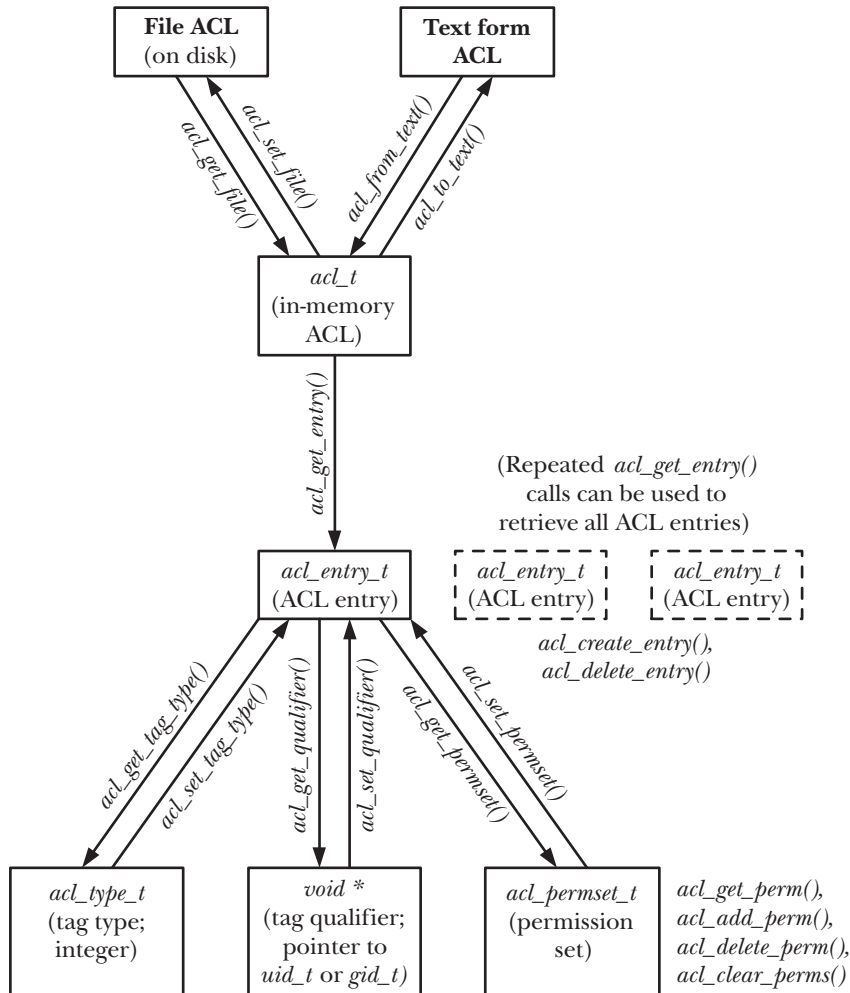 File ACL
(on disk)
Text form
ACL
acl_get_file()
acl_set_file()
acl_from_text()
acl_to_text()
acl_t
(in-memory
ACL)
acl_get_entry()
(Repeated acl_get_entry()
calls can be used to
retrieve all ACL entries)
acl_entry_t
(ACL entry)
acl_entry_t
(ACL entry)
acl_entry_t
(ACL entry)
acl_create_entry(),
acl_delete_entry()
acl_get_tag_type()
acl_set_tag_type()
acl_get_qualifier()
acl_set_qualifier()
acl_get_permset()
acl_set_permset()
acl_type_t
(tag type;
integer)
void *
(tag qualifier;
pointer to
uid_t or gid_t)
acl_permset_t
(permission
set)
acl_get_perm(),
acl_add_perm(),
acl_delete_perm(),
acl_clear_perms()